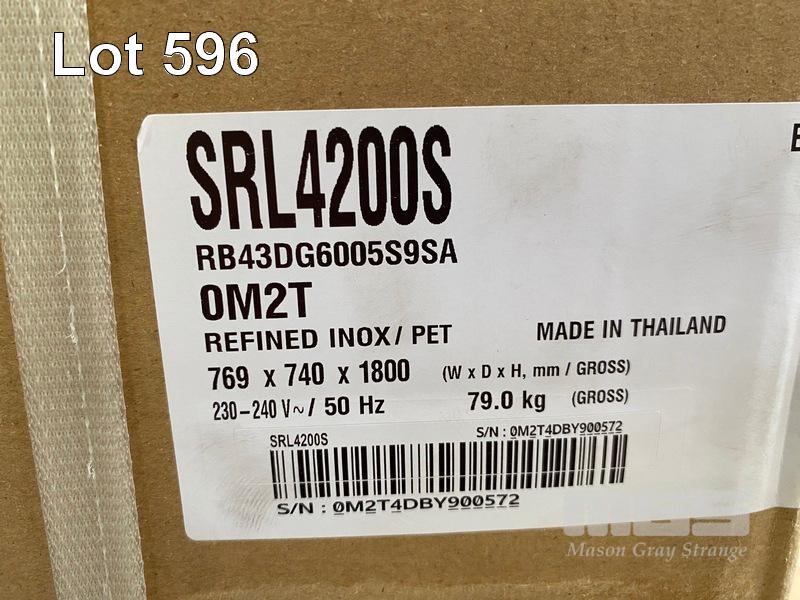 Lot 596
E
SRL4200S
RB43DG6005S9SA
0M2T
REFINED INOX/ PET MADE IN THAILAND
769 x 740 x 1800 (W x D x H, mm / GROSS)
230-240 V~/ 50 Hz 79.0 kg (GROSS)
SRL4200S S/N : 0M2T4DBY900572
S/N : 0M2T4DBY900572
MGS
Mason Gray Strange